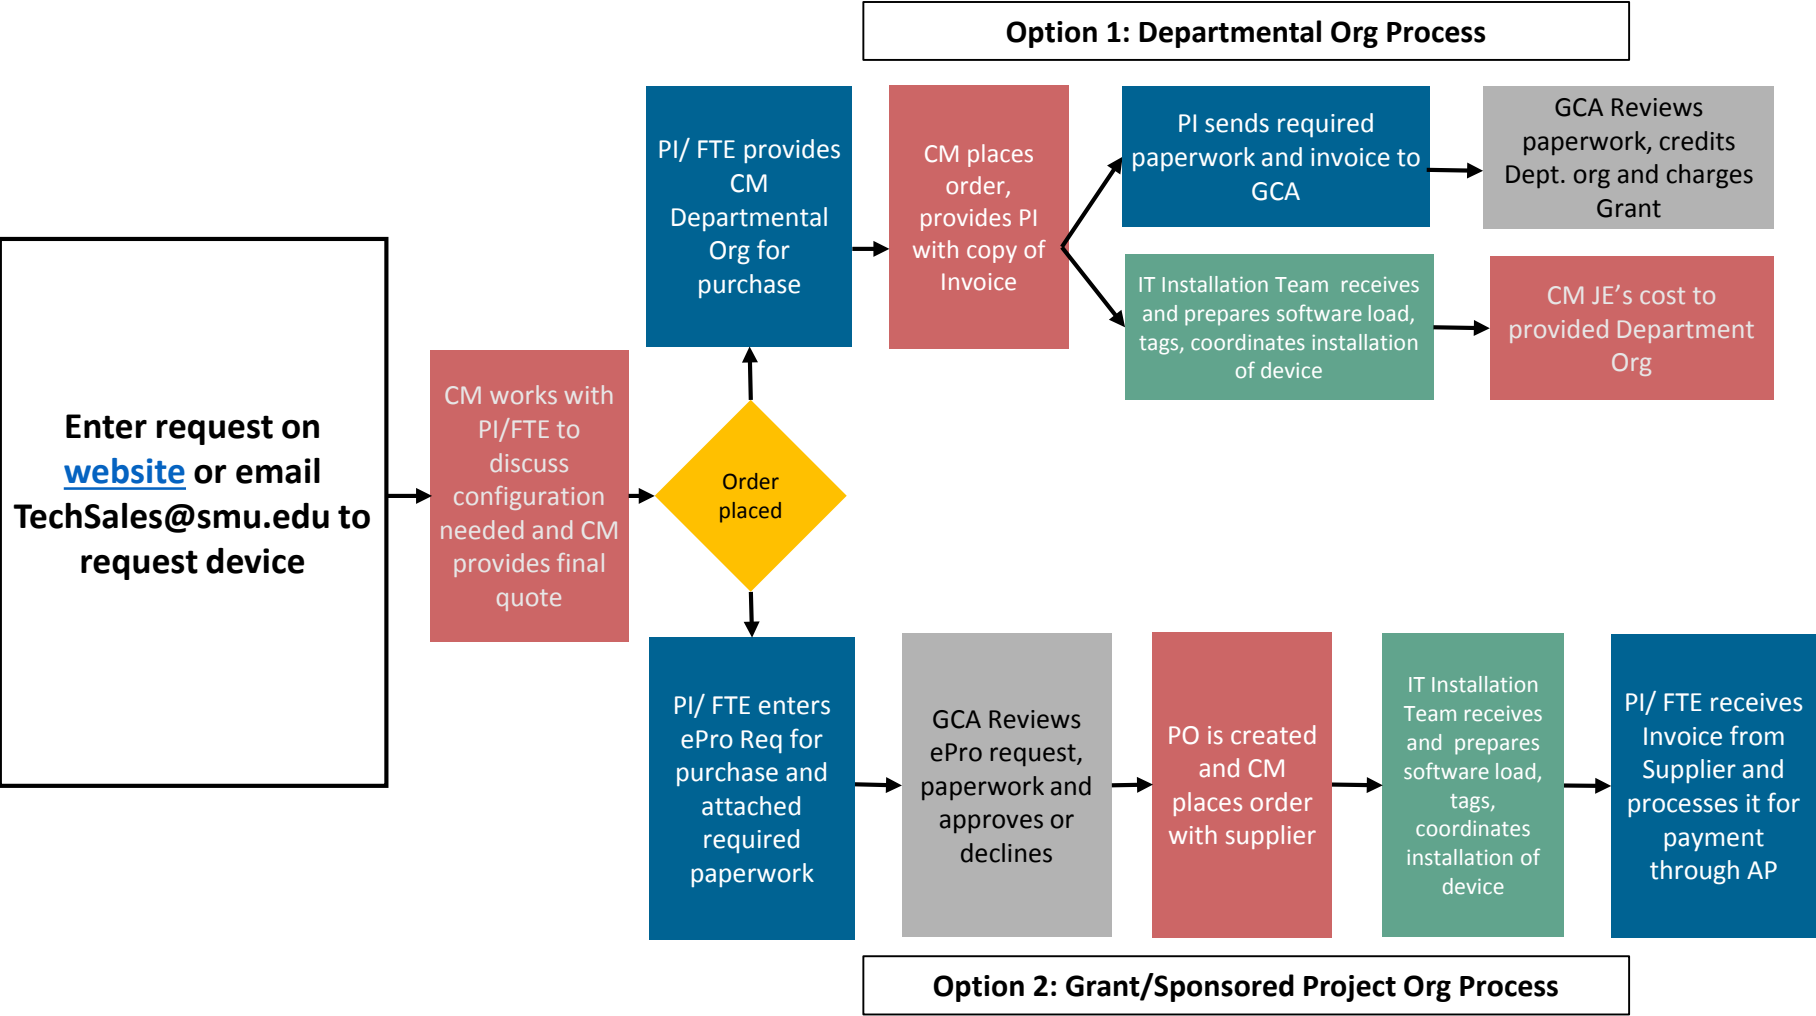 Option 1: Departmental Org Process
PI/ FTE provides
CM
Departmental
Org for
purchase
CM places
order,
provides PI
with copy of
Invoice
PI sends required
paperwork and invoice to
GCA
GCA Reviews
paperwork, credits
Dept. org and charges
Grant
IT Installation Team  receives
and prepares software load,
tags, coordinates installation
of device
CM JE’s cost to
provided Department
Org
Enter request on
website or email
TechSales@smu.edu to
request device
CM works with
PI/FTE to
discuss
configuration
needed and CM
provides final
quote
Order
placed
PI/ FTE enters
ePro Req for
purchase and
attached
required
paperwork
GCA Reviews
ePro request,
paperwork and
approves or
declines
PO is created
and CM
places order
with supplier
IT Installation
Team receives
and  prepares
software load,
tags,
coordinates
installation of
device
PI/ FTE receives
Invoice from
Supplier and
processes it for
payment
through AP
Option 2: Grant/Sponsored Project Org Process